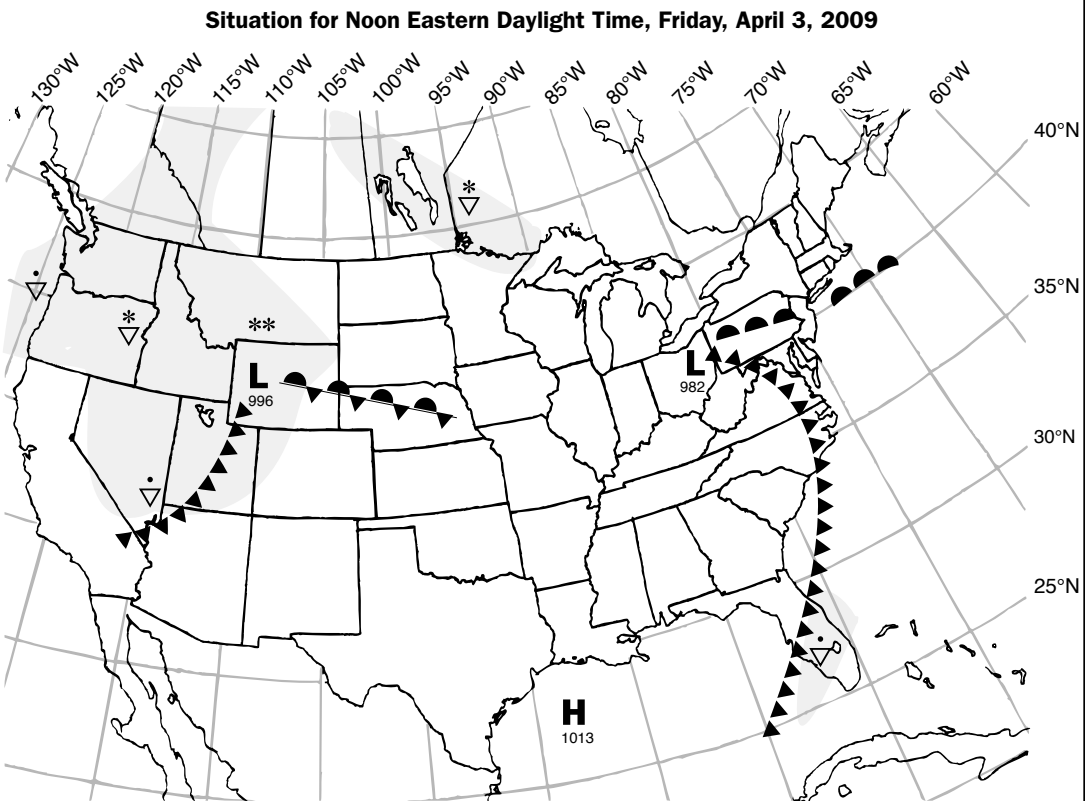 Situation for Noon Eastern Daylight Time, Friday, April 3, 2009
130°W 125°W 120°W 115°W 110°W 105°W 100°W 95°W 90°W 85°W 80°W 75°W 70°W 65°W 60°W
40°N
35°N
30°N
25°N
L
996
L
982
H
1013